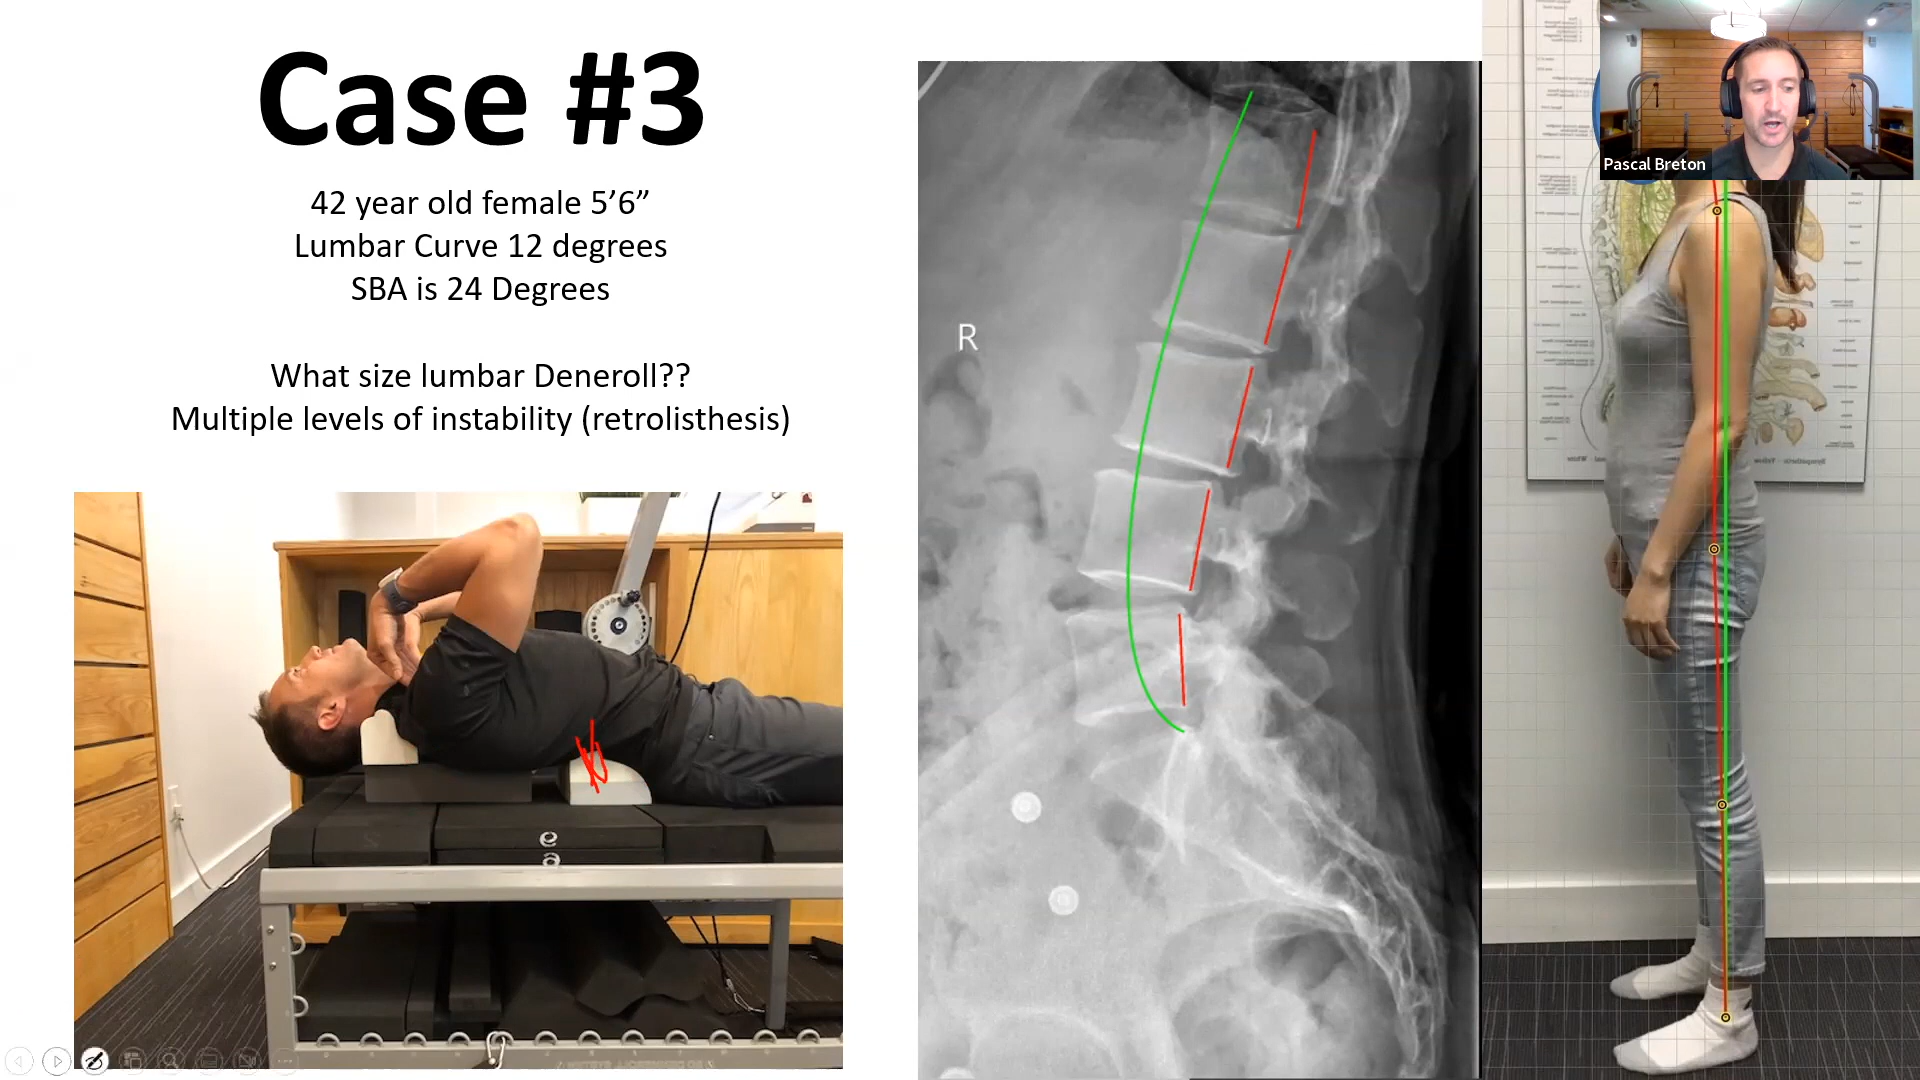 Case #3
42 year old female 5’6”
Lumbar Curve 12 degrees
SBA is 24 Degrees
What size lumbar Deneroll??
Multiple levels of instability (retrolisthesis)
R
Pascal Breton